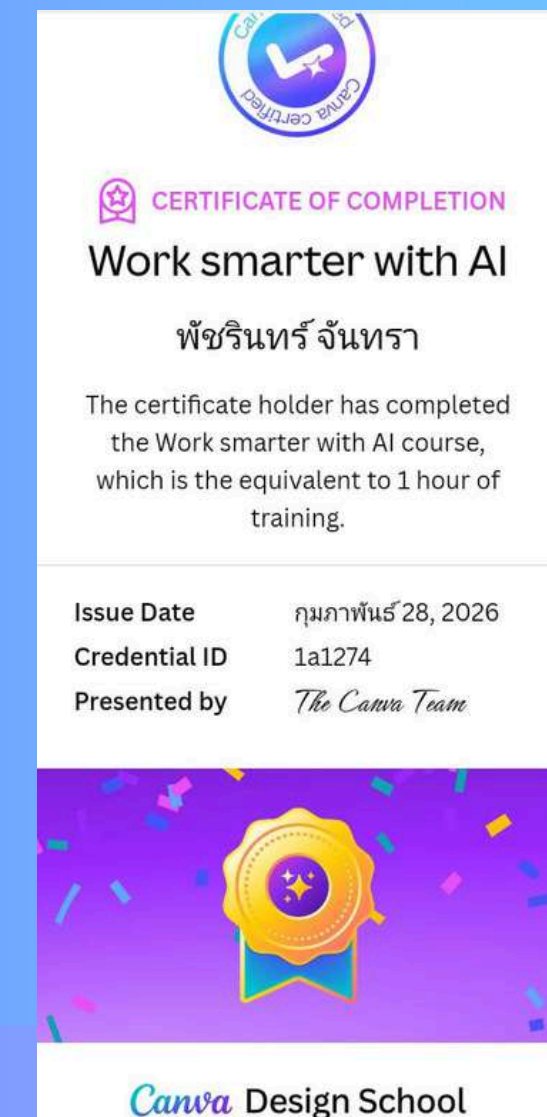 Canva certified
CERTIFICATE OF COMPLETION
Work smarter with AI
พัชรินทร์ จันทรา
The certificate holder has completed
the Work smarter with AI course,
which is the equivalent to 1 hour of
training.
Issue Date กุมภาพันธ์ 28, 2026
Credential ID 1a1274
Presented by The Canva Team
Canva Design School